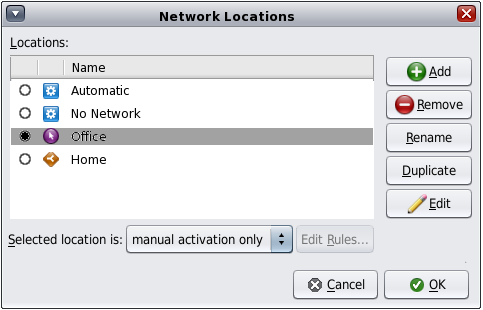 Network Locations
Locations:
Name
Automatic
No Network
Office
Home
Add
Remove
Rename
Duplicate
Edit
Selected location is: manual activation only Edit Rules...
Cancel OK